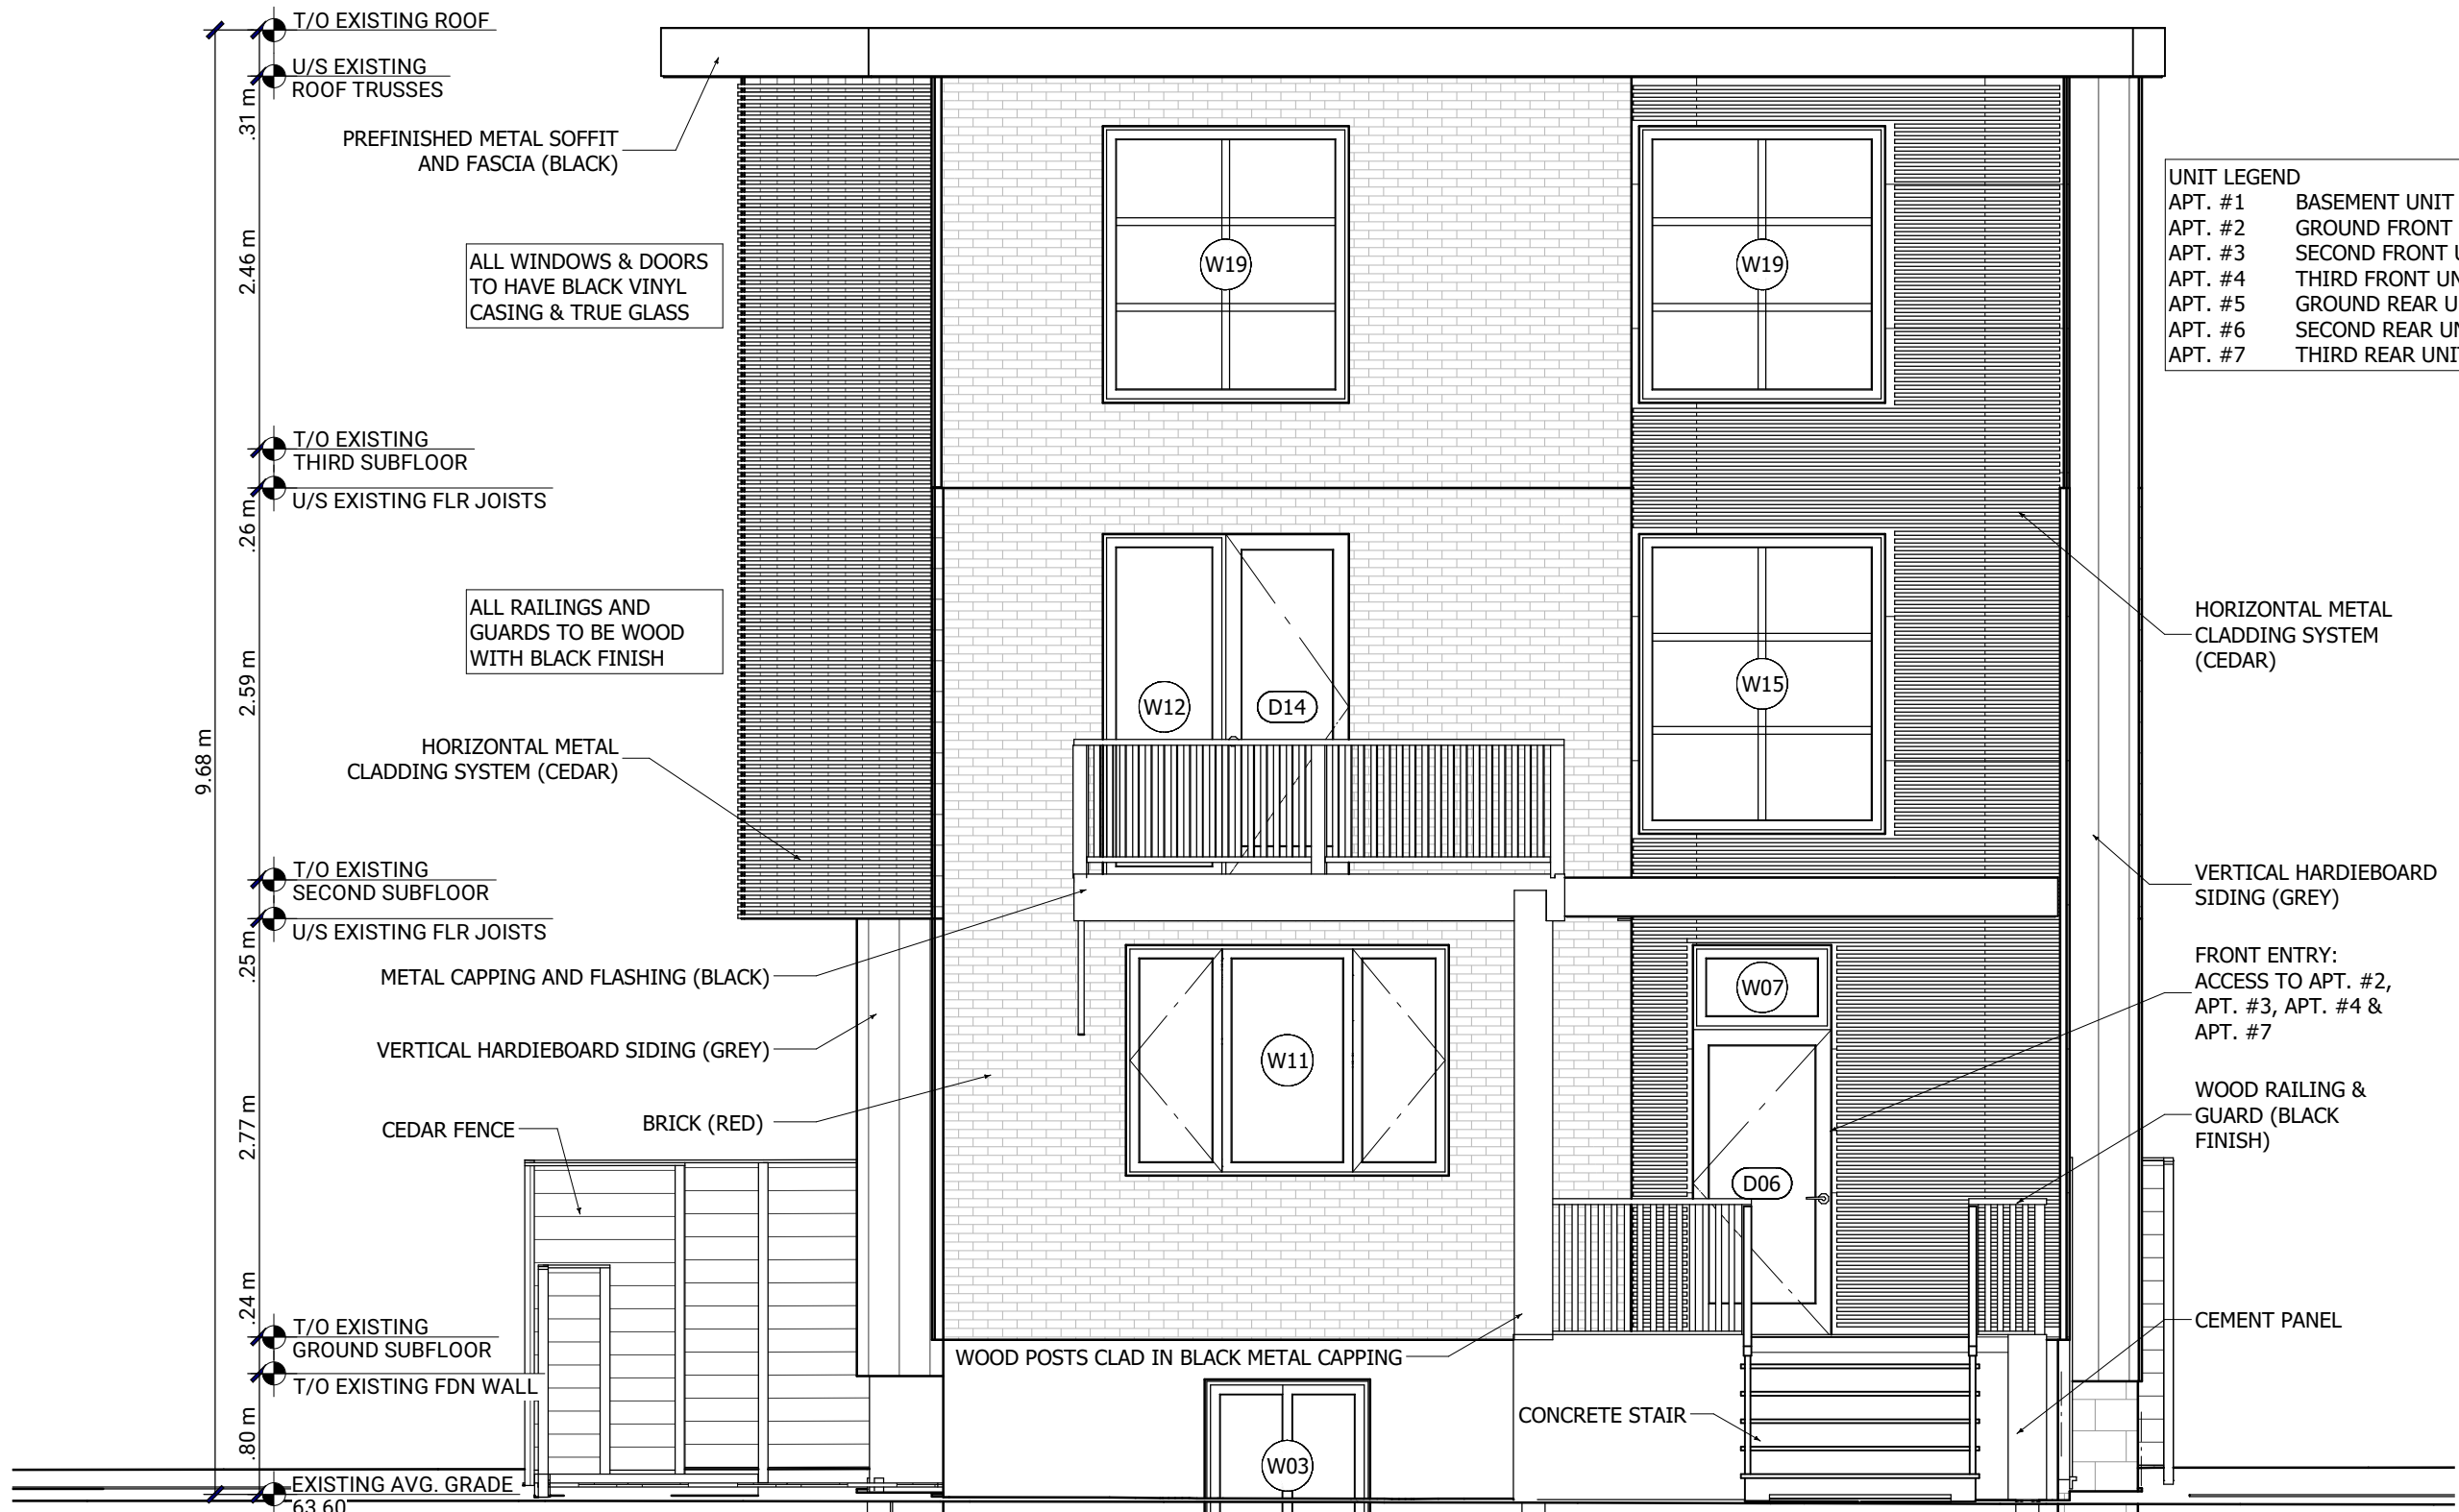 T/O EXISTING ROOF
U/S EXISTING
ROOF TRUSSES
.31 m
PREFINISHED METAL SOFFIT
AND FASCIA (BLACK)
2.46 m
ALL WINDOWS & DOORS
TO HAVE BLACK VINYL
CASING & TRUE GLASS
T/O EXISTING
THIRD SUBFLOOR
U/S EXISTING FLR JOISTS
.26 m
ALL RAILINGS AND
GUARDS TO BE WOOD
WITH BLACK FINISH
2.59 m
9.68 m
HORIZONTAL METAL
CLADDING SYSTEM (CEDAR)
T/O EXISTING
SECOND SUBFLOOR
U/S EXISTING FLR JOISTS
.25 m
METAL CAPPING AND FLASHING (BLACK)
VERTICAL HARDIEBOARD SIDING (GREY)
2.77 m
CEDAR FENCE
BRICK (RED)
.24 m
T/O EXISTING
GROUND SUBFLOOR
T/O EXISTING FDN WALL
.80 m
EXISTING AVG. GRADE
63.60
W19
W19
W12
D14
W15
W11
W07
D06
WOOD POSTS CLAD IN BLACK METAL CAPPING
CONCRETE STAIR
W03
UNIT LEGEND
APT. #1 BASEMENT UNIT
APT. #2 GROUND FRONT
APT. #3 SECOND FRONT
APT. #4 THIRD FRONT
APT. #5 GROUND REAR
APT. #6 SECOND REAR
APT. #7 THIRD REAR
HORIZONTAL METAL
CLADDING SYSTEM
(CEDAR)
VERTICAL HARDIEBOARD
SIDING (GREY)
FRONT ENTRY:
ACCESS TO APT. #2,
APT. #3, APT. #4 &
APT. #7
WOOD RAILING &
GUARD (BLACK
FINISH)
CEMENT PANEL